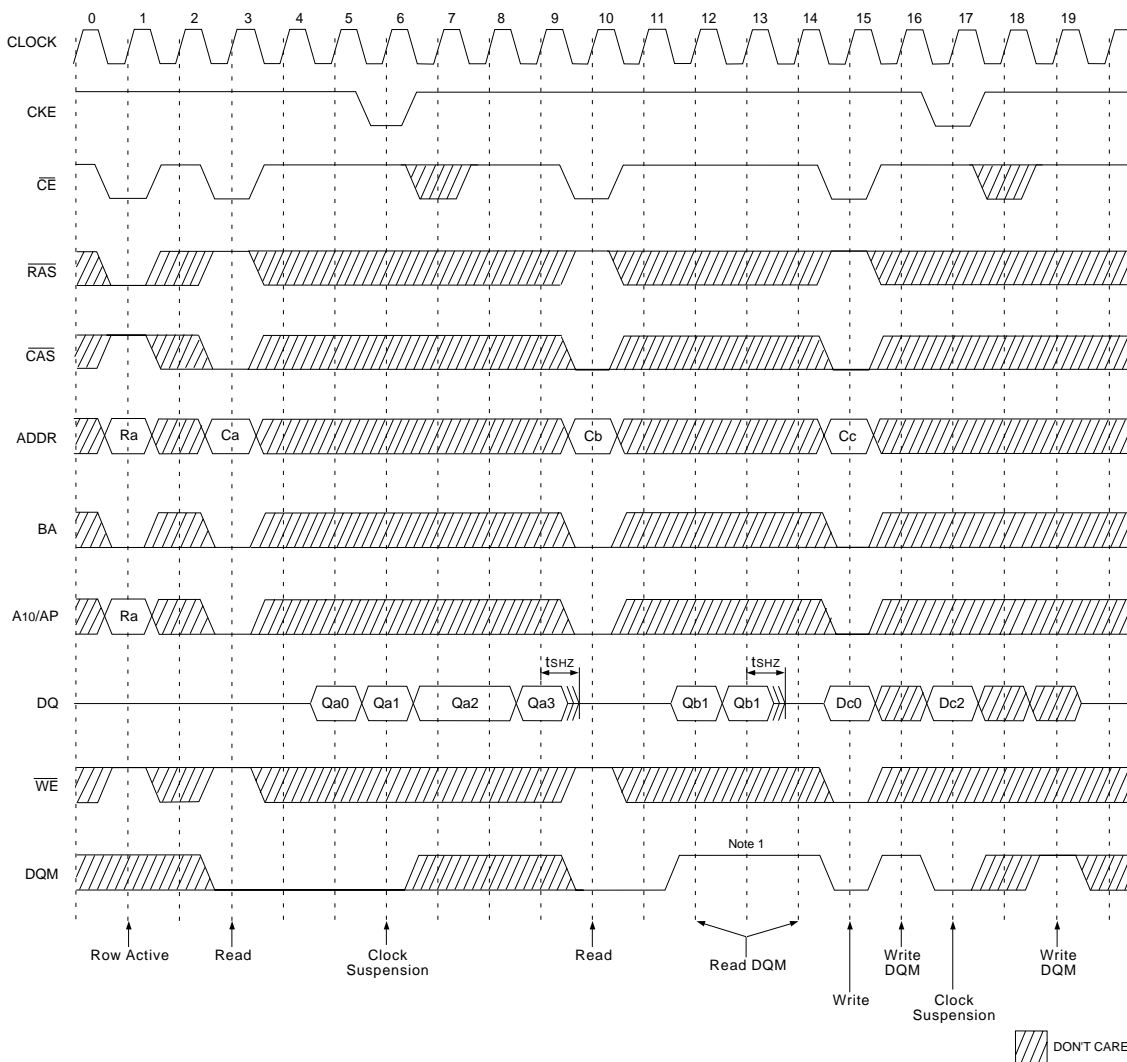 0 1 2 3 4 5 6 7 8 9 10 11 12 13 14 15 16 17 18 19
CLOCK
CKE
CE
RAS
CAS
ADDR Ra Ca Cb Cc
BA
A10/AP Ra
tSHZ tSHZ
DQ Qa0 Qa1 Qa2 Qa3 Qb1 Qb1 Dc0 Dc2
WE
Note 1
DQM
Row Active Read Clock Suspension Read Read DQM Write DQM Write DQM
Write Clock Suspension
DON'T CARE